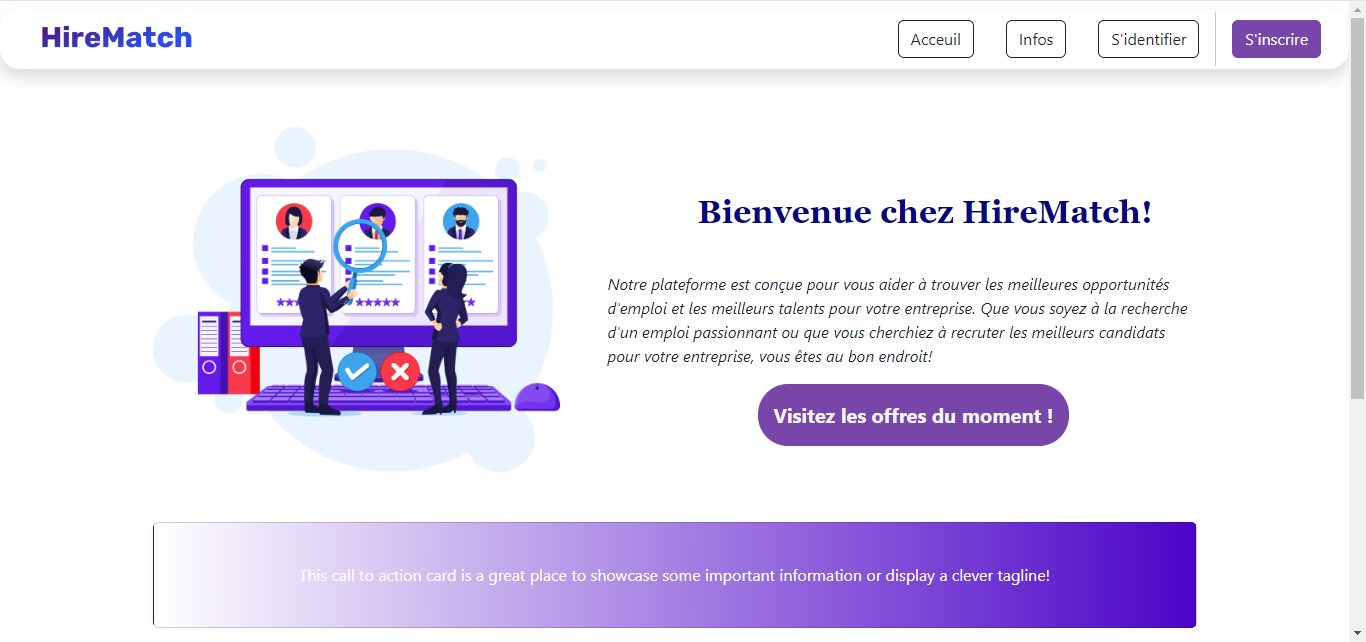 HireMatch
Acceuil
Infos
S'identifier
S'inscrire
Bienvenue chez HireMatch!
Notre plateforme est conçue pour vous aider à trouver les meilleures opportunités
d'emploi et les meilleurs talents pour votre entreprise. Que vous soyez à la recherche
d'un emploi passionnant ou que vous cherchiez à recruter les meilleurs candidats
pour votre entreprise, vous êtes au bon endroit!
Visitez les offres du moment !
This call to action card is a great place to showcase some important information or display a clever tagline!